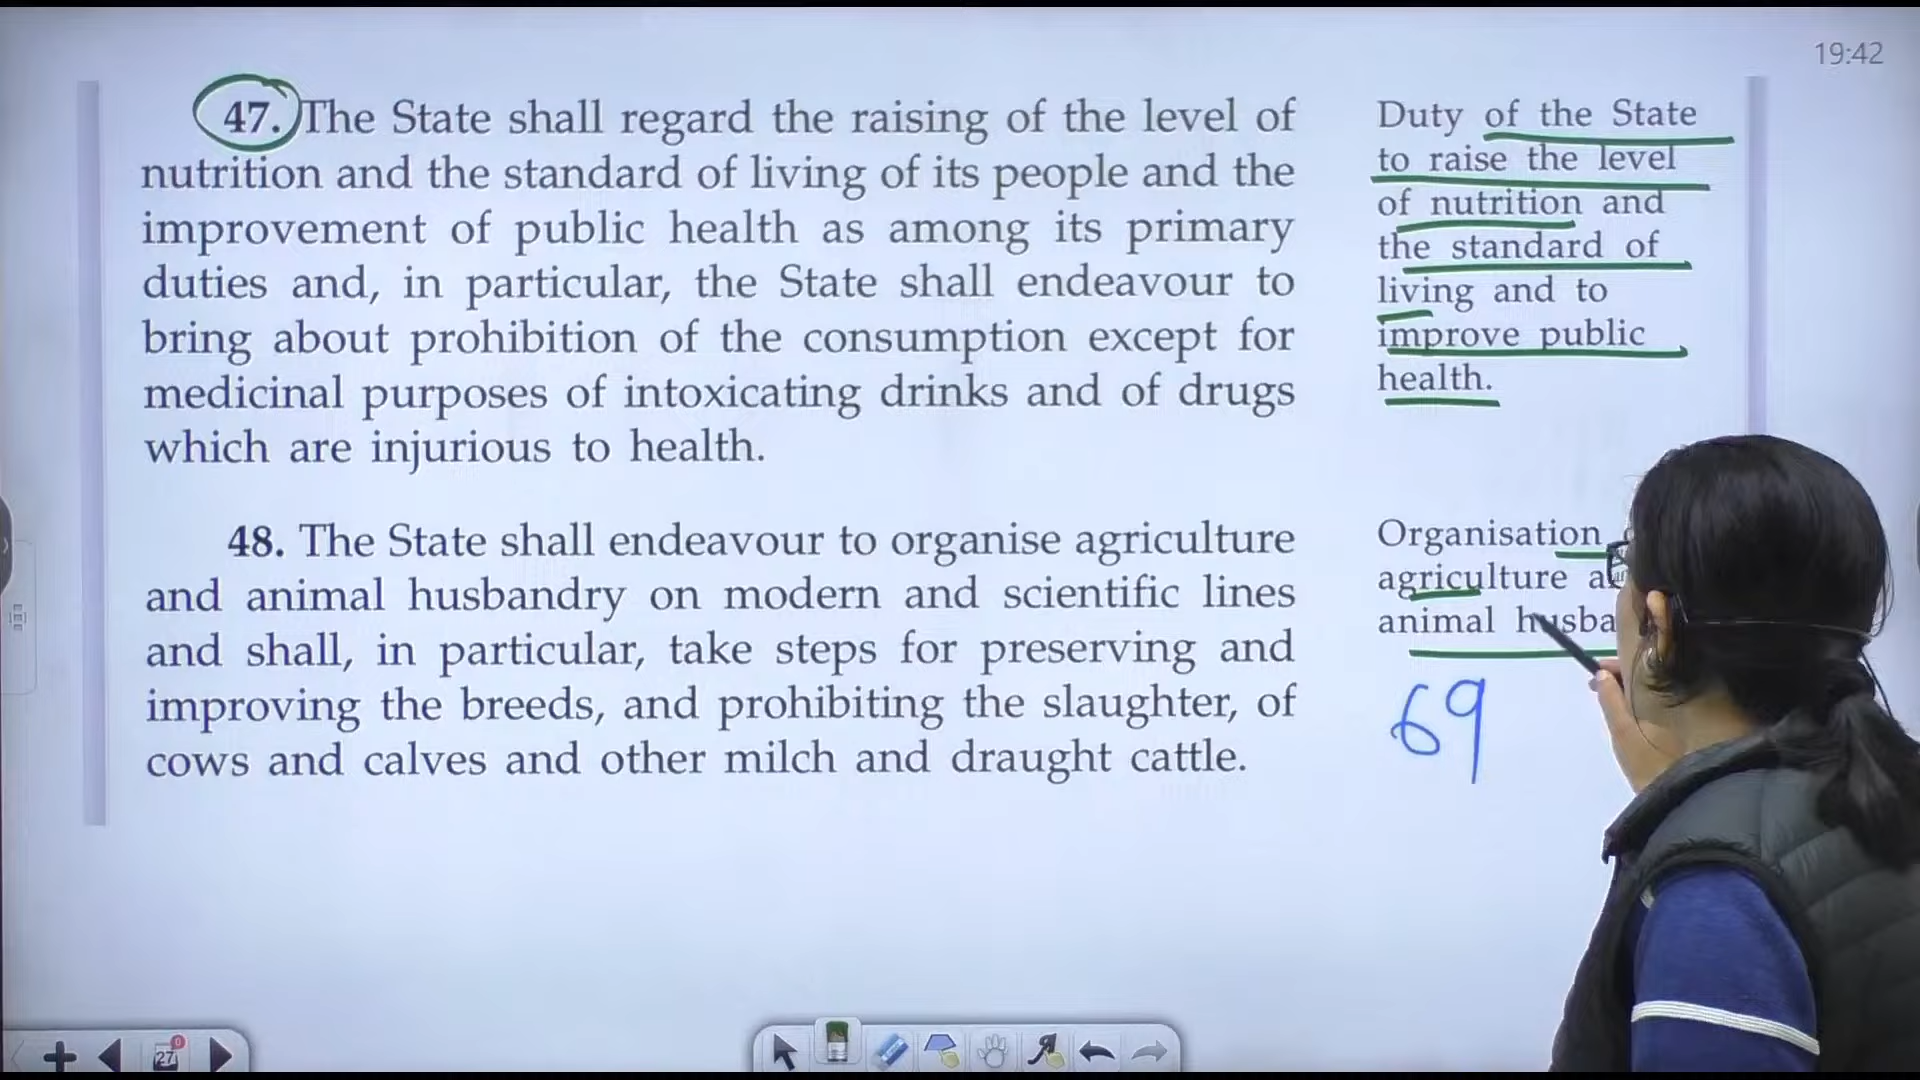 19:42
47. The State shall regard the raising of the level of
nutrition and the standard of living of its people and the
improvement of public health as among its primary
duties and, in particular, the State shall endeavour to
bring about prohibition of the consumption except for
medicinal purposes of intoxicating drinks and of drugs
which are injurious to health.
Duty of the State
to raise the level
of nutrition and
the standard of
living and to
improve public
health.
48. The State shall endeavour to organise agriculture
and animal husbandry on modern and scientific lines
and shall, in particular, take steps for preserving and
improving the breeds, and prohibiting the slaughter, of
cows and calves and other milch and draught cattle.
Organisation
agriculture
animal
69
27
0